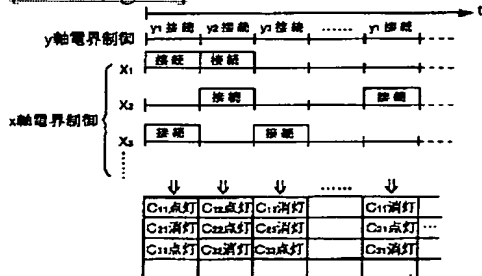 t
y軸電界制御 y₁接続 y₂接続 y₃接続 …… y₁接続
x軸電界制御
X₁ 接続 接続
X₂ 接続 接続
X₃ 接続 接続
C₁₁点灯 C₁₂点灯 C₁₃消灯 C₁₁消灯
C₂₁消灯 C₂₂点灯 C₂₃消灯 C₂₁点灯 …
C₃₁点灯 C₃₂消灯 C₃₃点灯 C₃₁消灯